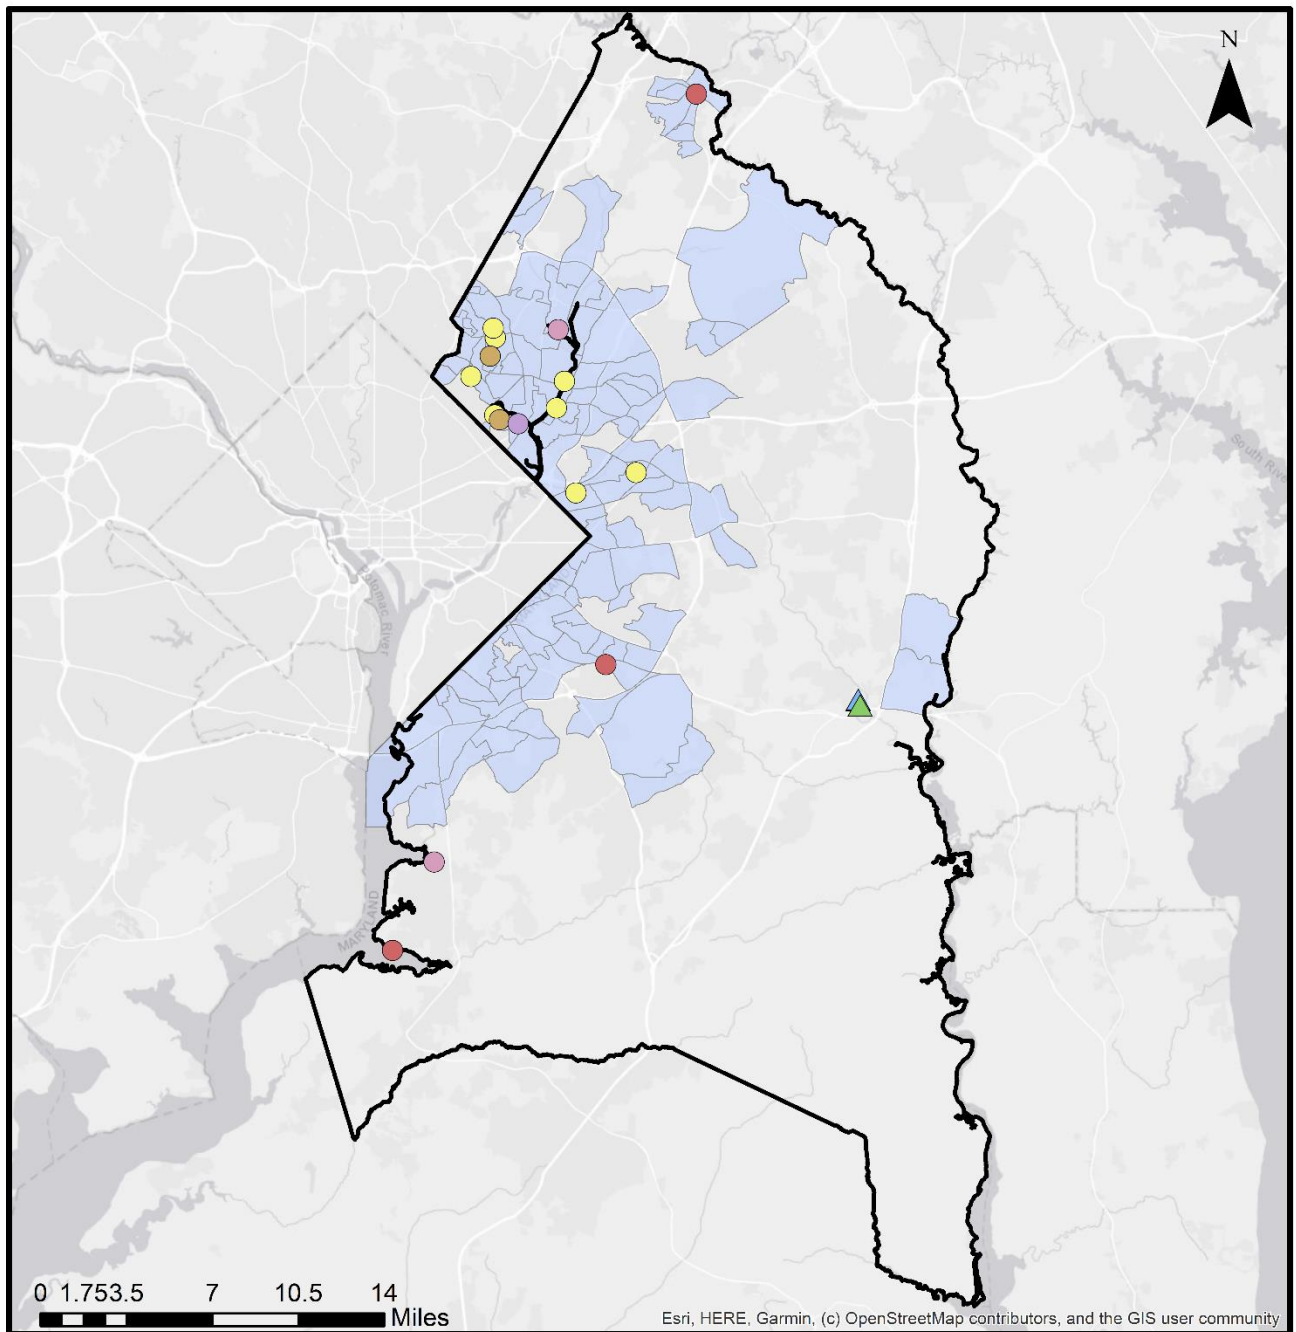 N
South River
Potomac River
MARYLAND
0 1.753.5 7 10.5 14
Miles
Esri, HERE, Garmin, (c) OpenStreetMap contributors, and the GIS user community